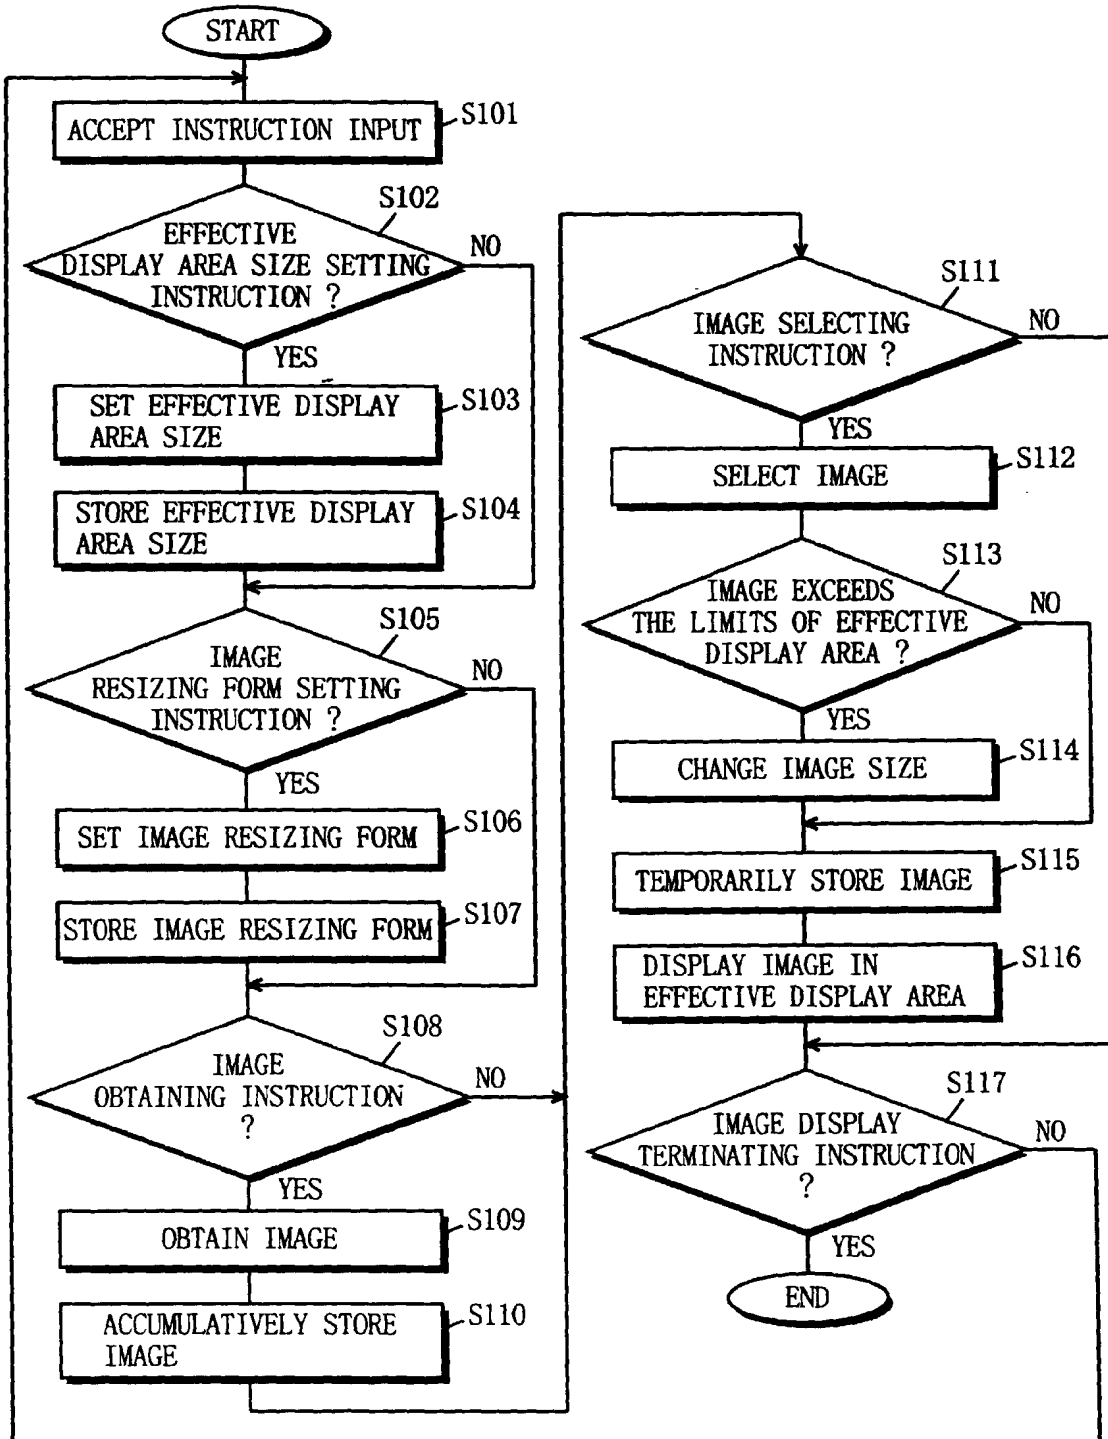 START
ACCEPT INSTRUCTION INPUT
S101
S102
EFFECTIVE
DISPLAY AREA SIZE SETTING
INSTRUCTION ?
NO
YES
SET EFFECTIVE DISPLAY
AREA SIZE
S103
STORE EFFECTIVE DISPLAY
AREA SIZE
S104
S105
IMAGE
RESIZING FORM SETTING
INSTRUCTION ?
NO
YES
SET IMAGE RESIZING FORM
S106
STORE IMAGE RESIZING FORM
S107
S108
IMAGE
OBTAINING INSTRUCTION
?
NO
YES
OBTAIN IMAGE
S109
ACCUMULATIVELY STORE
IMAGE
S110
S111
IMAGE SELECTING
INSTRUCTION ?
NO
YES
SELECT IMAGE
S112
S113
IMAGE EXCEEDS
THE LIMITS OF EFFECTIVE
DISPLAY AREA ?
NO
YES
CHANGE IMAGE SIZE
S114
TEMPORARILY STORE IMAGE
S115
DISPLAY IMAGE IN
EFFECTIVE DISPLAY AREA
S116
S117
IMAGE DISPLAY
TERMINATING INSTRUCTION
?
NO
YES
END